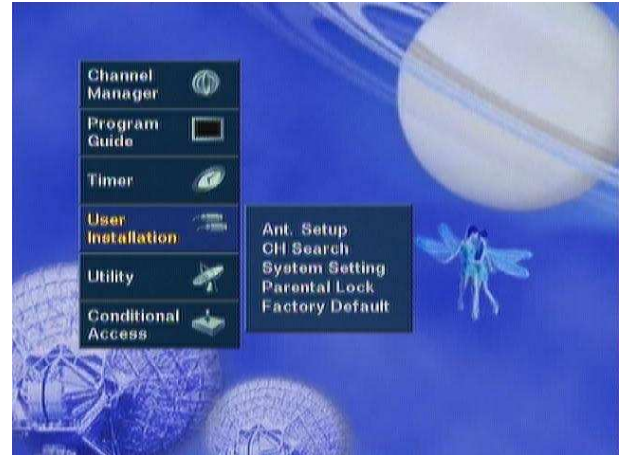 Channel
Manager
Program
Guide
Timer
User
Installation
Utility
Conditional
Access
Ant. Setup
CH Search
System Setting
Parental Lock
Factory Default